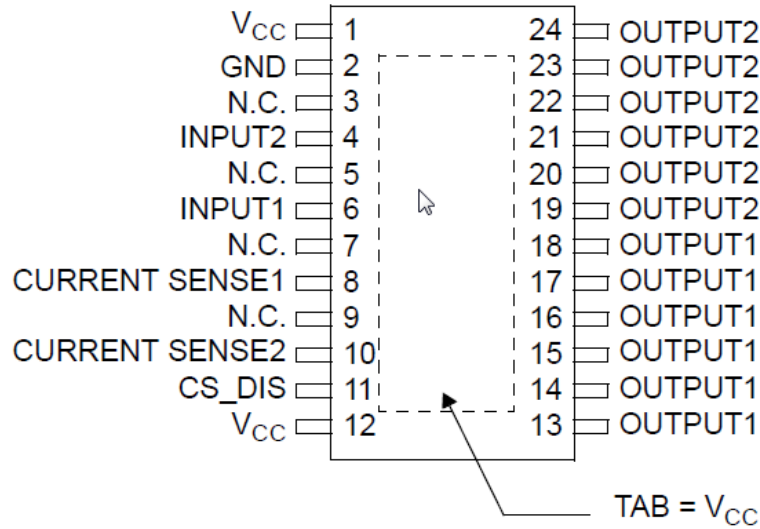 VCC 1 24 OUTPUT2
GND 2 23 OUTPUT2
N.C. 3 22 OUTPUT2
INPUT2 4 21 OUTPUT2
N.C. 5 20 OUTPUT2
INPUT1 6 19 OUTPUT2
N.C. 7 18 OUTPUT1
CURRENT SENSE1 8 17 OUTPUT1
N.C. 9 16 OUTPUT1
CURRENT SENSE2 10 15 OUTPUT1
CS_DIS 11 14 OUTPUT1
VCC 12 13 OUTPUT1
TAB = VCC